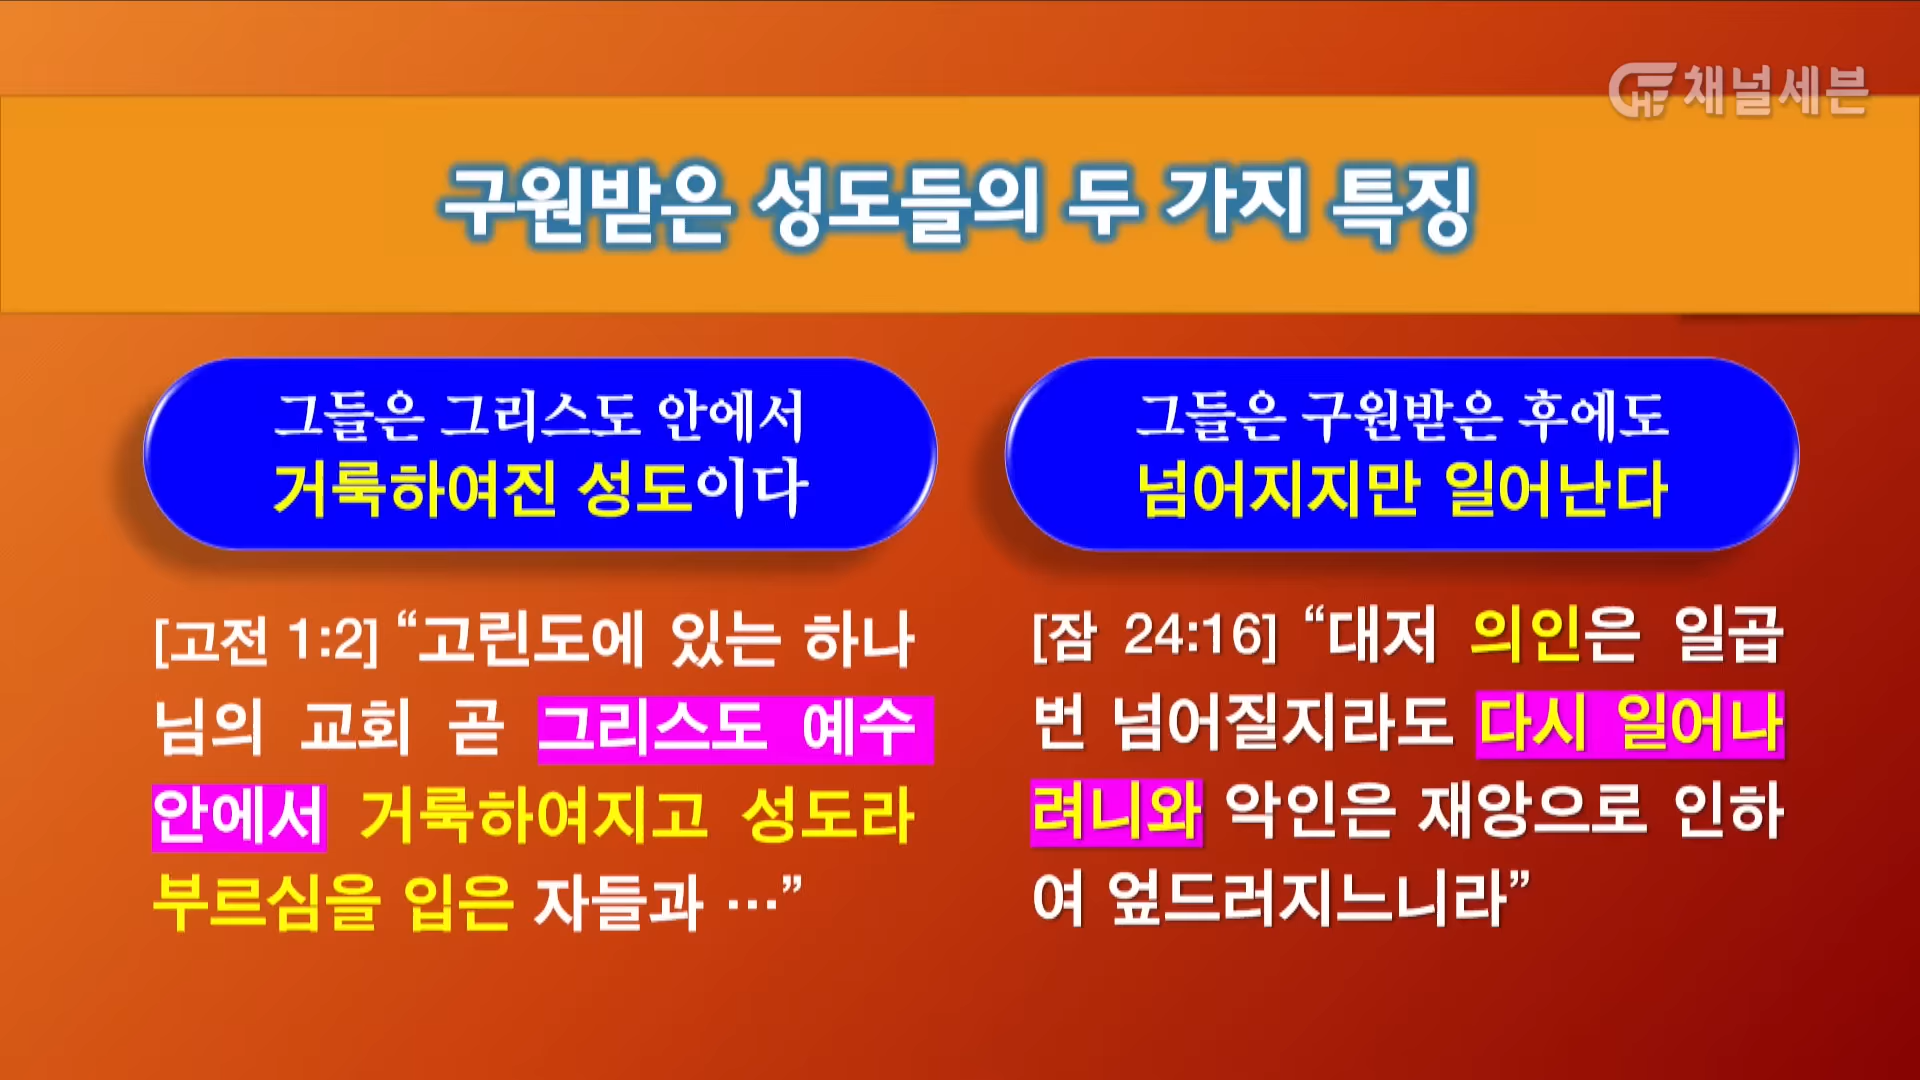 채널세븐
구원받은 성도들의 두 가지 특징
그들은 그리스도 안에서
거룩하여진 성도이다
[고전 1:2] “고린도에 있는 하나
님의 교회 곧 그리스도 예수
안에서 거룩하여지고 성도라
부르심을 입은 자들과 …”
그들은 구원받은 후에도
넘어지지만 일어난다
[잠 24:16] “대저 의인은 일곱
번 넘어질지라도 다시 일어나
려니와 악인은 재앙으로 인하
여 엎드러지느니라”